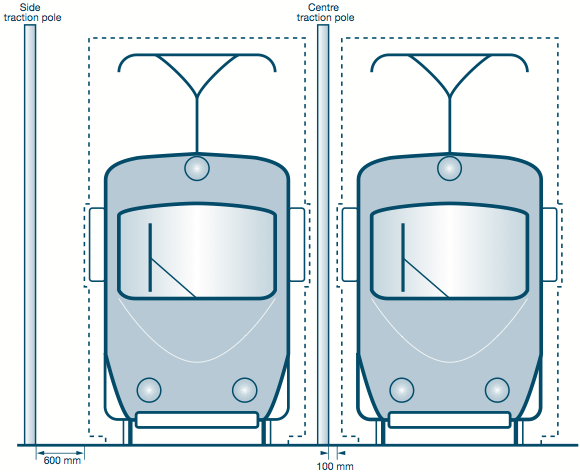 Side
traction pole
Centre
traction pole
600 mm
100 mm